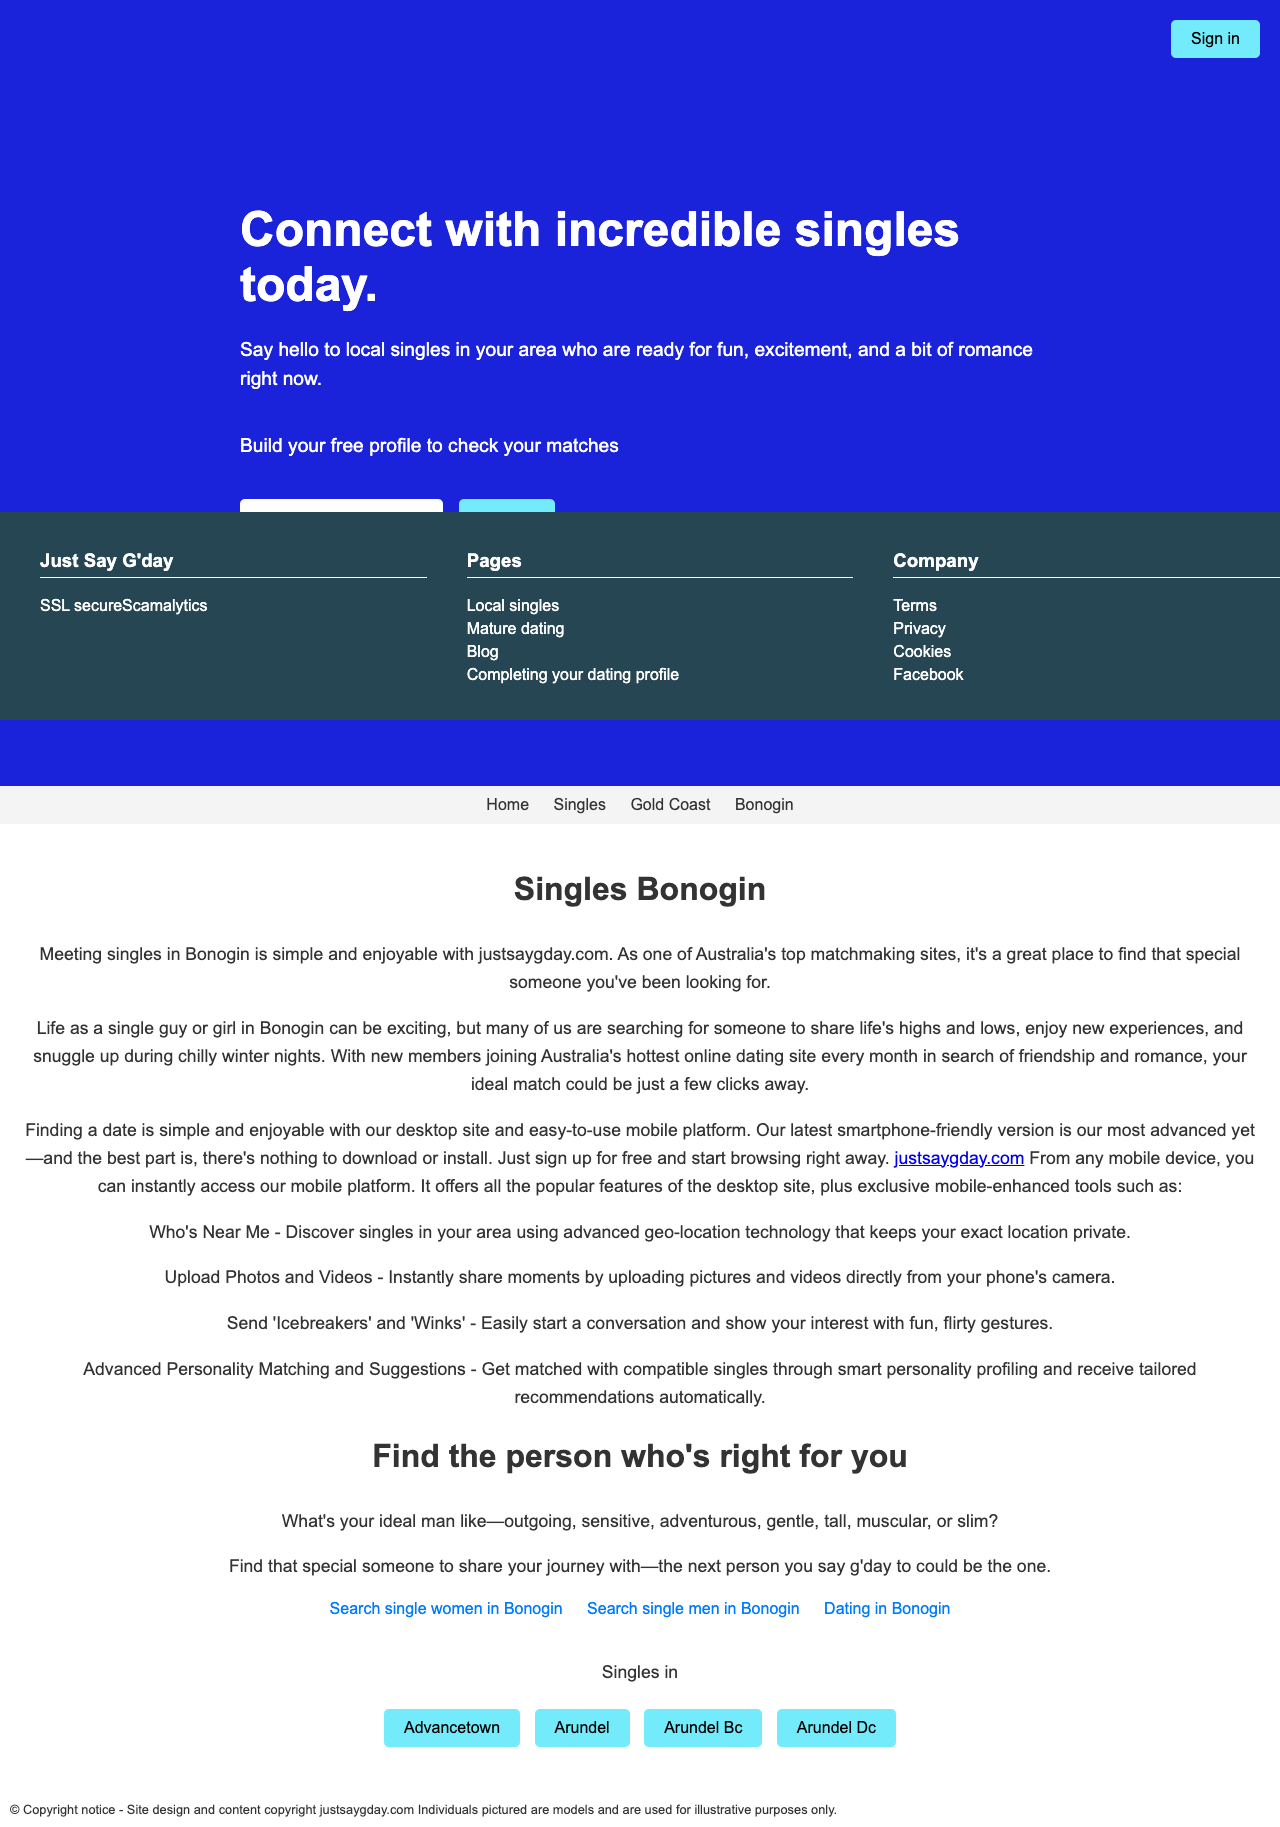 Sign in
Connect with incredible singles
today.
Say hello to local singles in your area who are ready for fun, excitement, and a bit of romance
right now.
Build your free profile to check your matches
Just Say G'day
SSL secureScamalytics
Pages
Local singles
Mature dating
Blog
Completing your dating profile
Company
Terms
Privacy
Cookies
Facebook
Home Singles Gold Coast Bonogin
Singles Bonogin
Meeting singles in Bonogin is simple and enjoyable with justsaygday.com. As one of Australia's top matchmaking sites, it's a great place to find that special
someone you've been looking for.
Life as a single guy or girl in Bonogin can be exciting, but many of us are searching for someone to share life's highs and lows, enjoy new experiences, and
snuggle up during chilly winter nights. With new members joining Australia's hottest online dating site every month in search of friendship and romance, your
ideal match could be just a few clicks away.
Finding a date is simple and enjoyable with our desktop site and easy-to-use mobile platform. Our latest smartphone-friendly version is our most advanced yet
—and the best part is, there's nothing to download or install. Just sign up for free and start browsing right away. justsaygday.com From any mobile device, you
can instantly access our mobile platform. It offers all the popular features of the desktop site, plus exclusive mobile-enhanced tools such as:
Who's Near Me - Discover singles in your area using advanced geo-location technology that keeps your exact location private.
Upload Photos and Videos - Instantly share moments by uploading pictures and videos directly from your phone's camera.
Send 'Icebreakers' and 'Winks' - Easily start a conversation and show your interest with fun, flirty gestures.
Advanced Personality Matching and Suggestions - Get matched with compatible singles through smart personality profiling and receive tailored
recommendations automatically.
Find the person who's right for you
What's your ideal man like—outgoing, sensitive, adventurous, gentle, tall, muscular, or slim?
Find that special someone to share your journey with—the next person you say g'day to could be the one.
Search single women in Bonogin Search single men in Bonogin Dating in Bonogin
Singles in
Advancetown Arundel Arundel Bc Arundel Dc
© Copyright notice - Site design and content copyright justsaygday.com Individuals pictured are models and are used for illustrative purposes only.